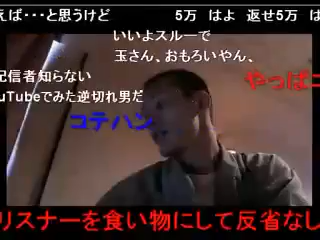 えば・・・と思うけど
5万 はよ 返せ5万 は
いいよスルーで
玉さん、おもろいやん、
配信者知らない
やっぱコ
uTubeでみた逆切れ男だ
コテハン
リスナーを食い物にして反省なし